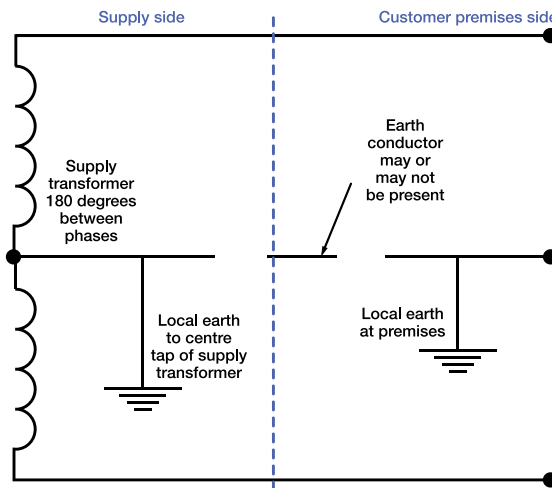 Supply side
Customer premises side
Earth
conductor
may or
may not
be present
Supply
transformer
180 degrees
between
phases
Local earth
to centre
tap of supply
transformer
Local earth
at premises